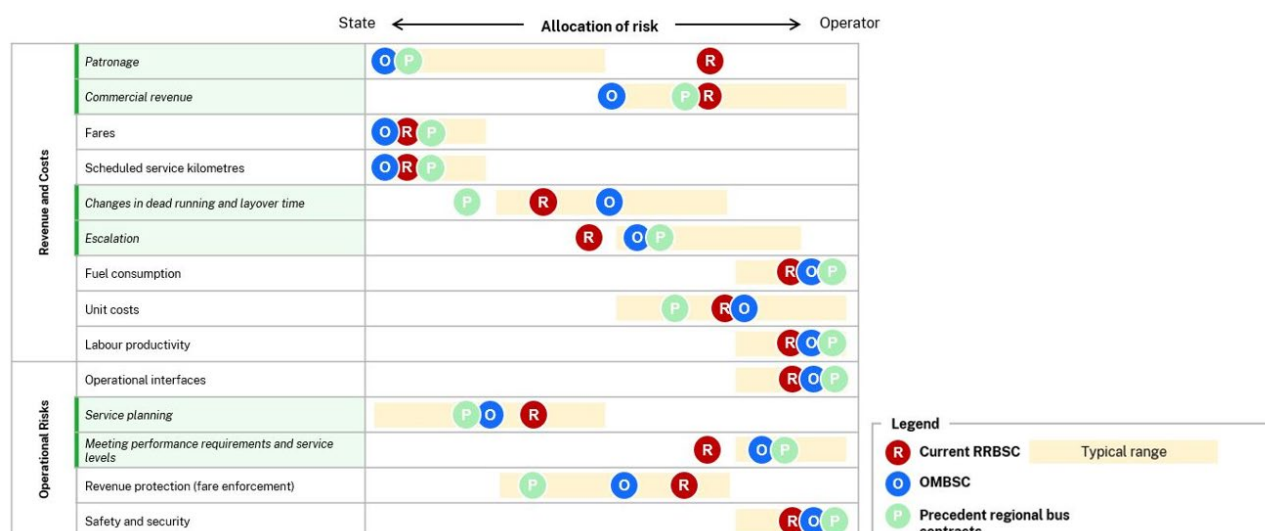 State Allocation of risk Operator
Revenue and Costs
Patronage O P R
Commercial revenue O P R
Fares O R P
Scheduled service kilometres O R P
Changes in dead running and layover time P R O
Escalation R O P
Fuel consumption R O P
Unit costs P R O
Labour productivity R O P
Operational Risks
Operational interfaces R O P
Service planning P O R
Meeting performance requirements and service
levels R O P
Revenue protection (fare enforcement) P O R
Safety and security R O P
Legend
R Current RRBSC Typical range
O OMBSC
P Precedent regional bus
contracts